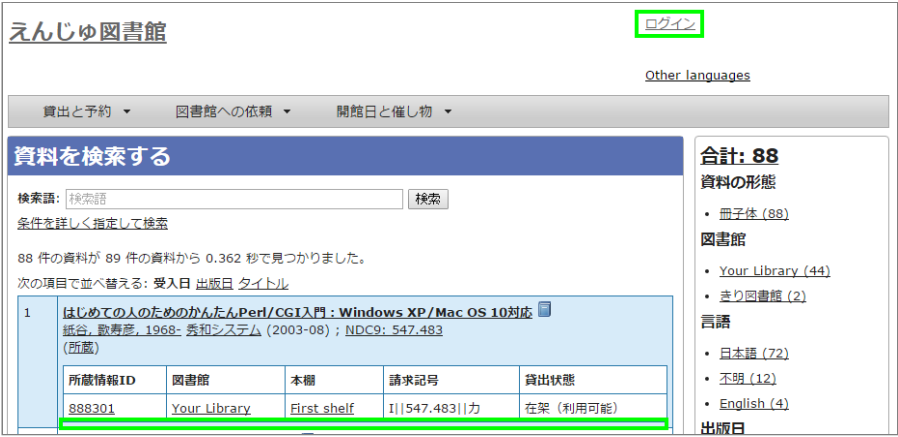 えんじゅ図書館
ログイン
Other languages
貸出と予約 ▼ 図書館への依頼 ▼ 開館日と催し物 ▼
資料を検索する
検索語: 検索語 検索
条件を詳しく指定して検索
88 件の資料が 89 件の資料から 0.362 秒で見つかりました。
次の項目で並べ替える: 受入日 出版日 タイトル
1 はじめての人のためのかんたんPerl/CGI入門 : Windows XP/Mac OS 10対応
紙谷, 歌寿彦, 1968- 秀和システム (2003-08) ; NDC9: 547.483
(所蔵)
所蔵情報ID 図書館 本棚 請求記号 貸出状態
888301 Your Library First shelf I||547.483||カ 在架（利用可能）
合計: 88
資料の形態
• 冊子体 (88)
図書館
• Your Library (44)
• きり図書館 (2)
言語
• 日本語 (72)
• 不明 (12)
• English (4)
出版日